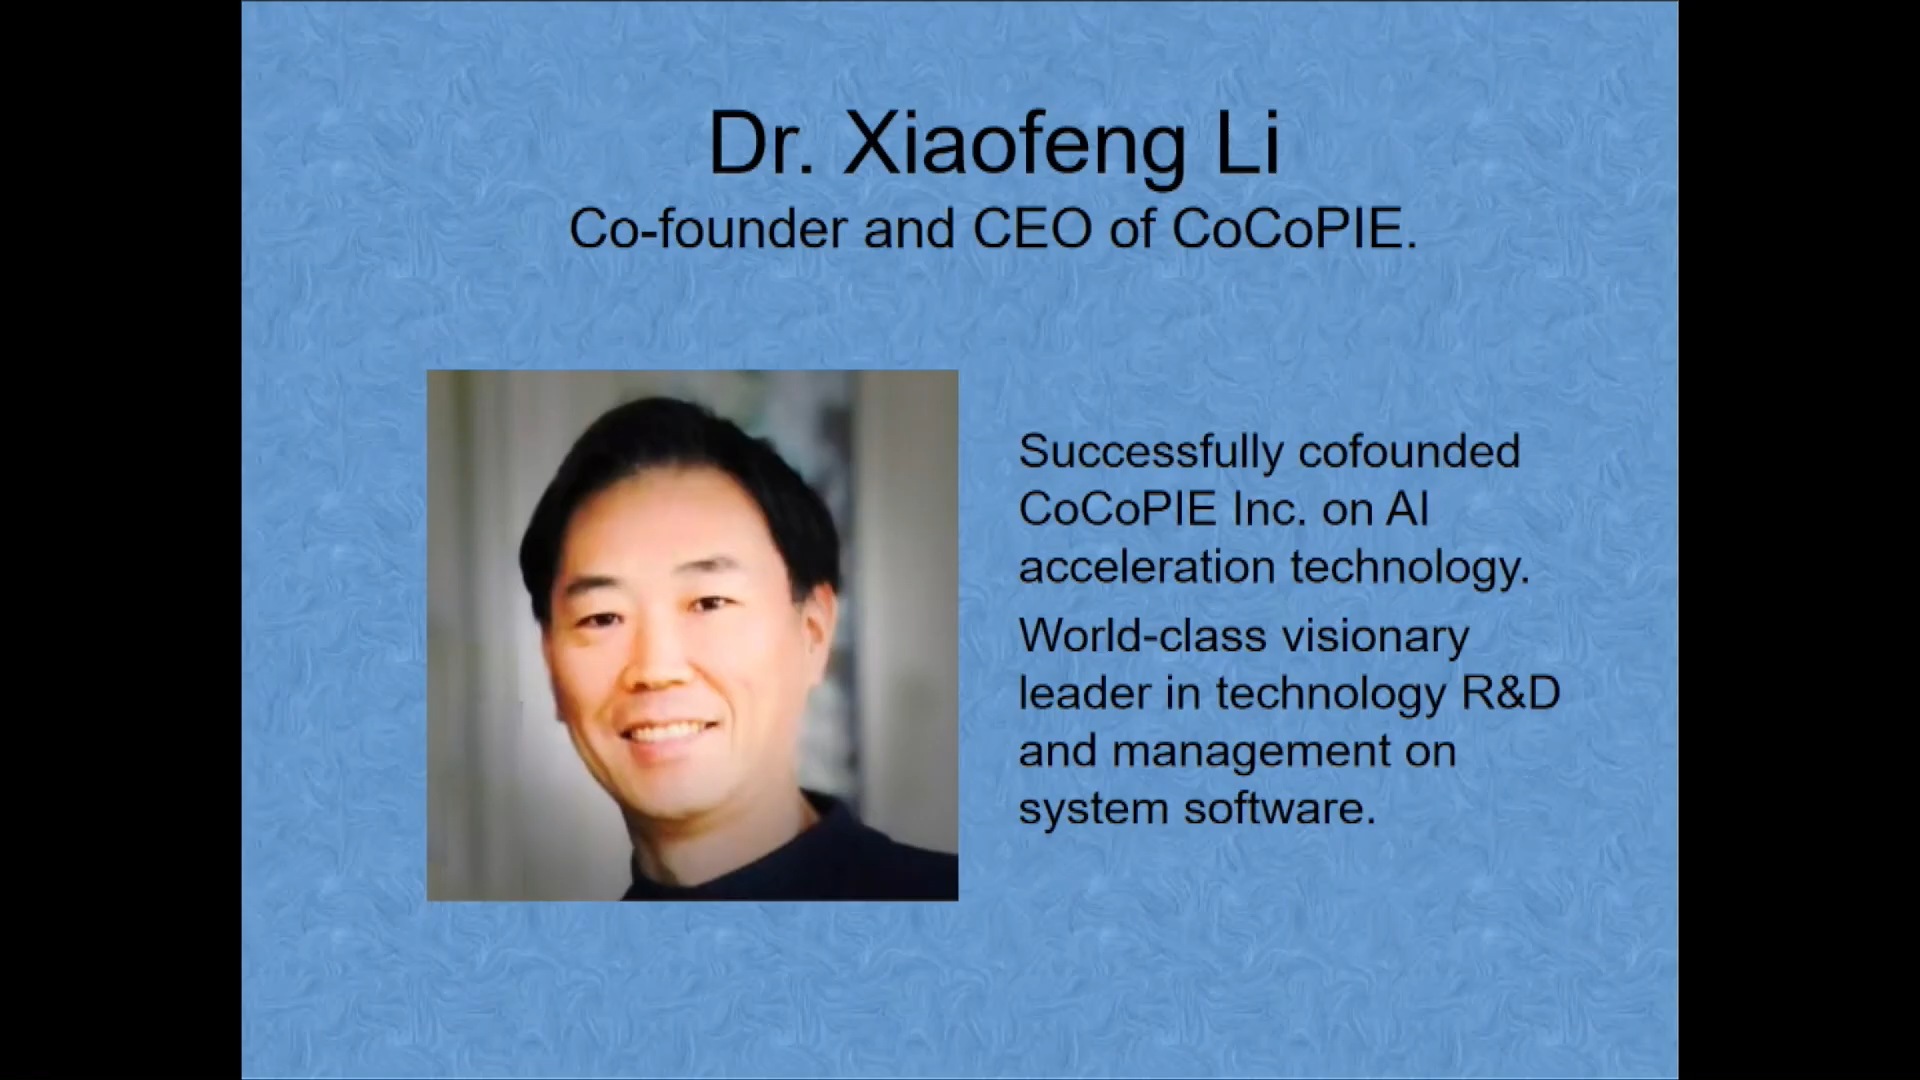 Dr. Xiaofeng Li
Co-founder and CEO of CoCoPIE.
Successfully cofounded
CoCoPIE Inc. on AI
acceleration technology.
World-class visionary
leader in technology R&D
and management on
system software.